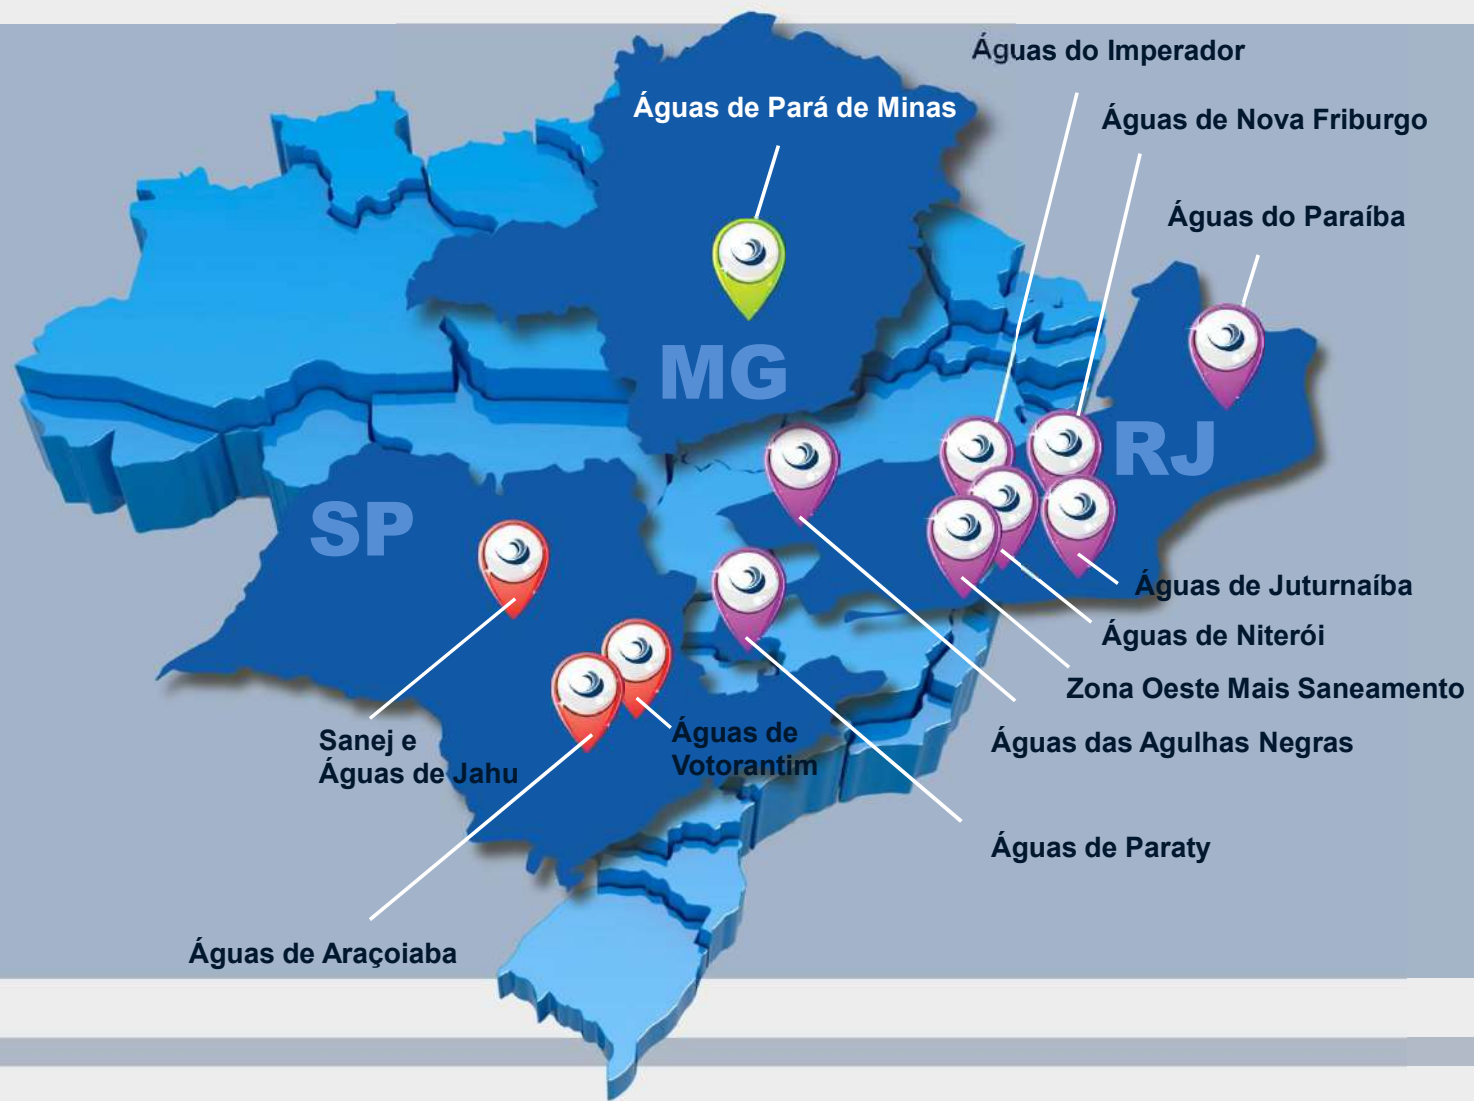 Águas do Imperador
Águas de Pará de Minas
Águas de Nova Friburgo
Águas do Paraíba
MG
RJ
SP
Águas de Juturnaíba
Águas de Niterói
Zona Oeste Mais Saneamento
Águas das Agulhas Negras
Sanej e
Águas de Jahu
Águas de
Votorantim
Águas de Paraty
Águas de Araçoiaba